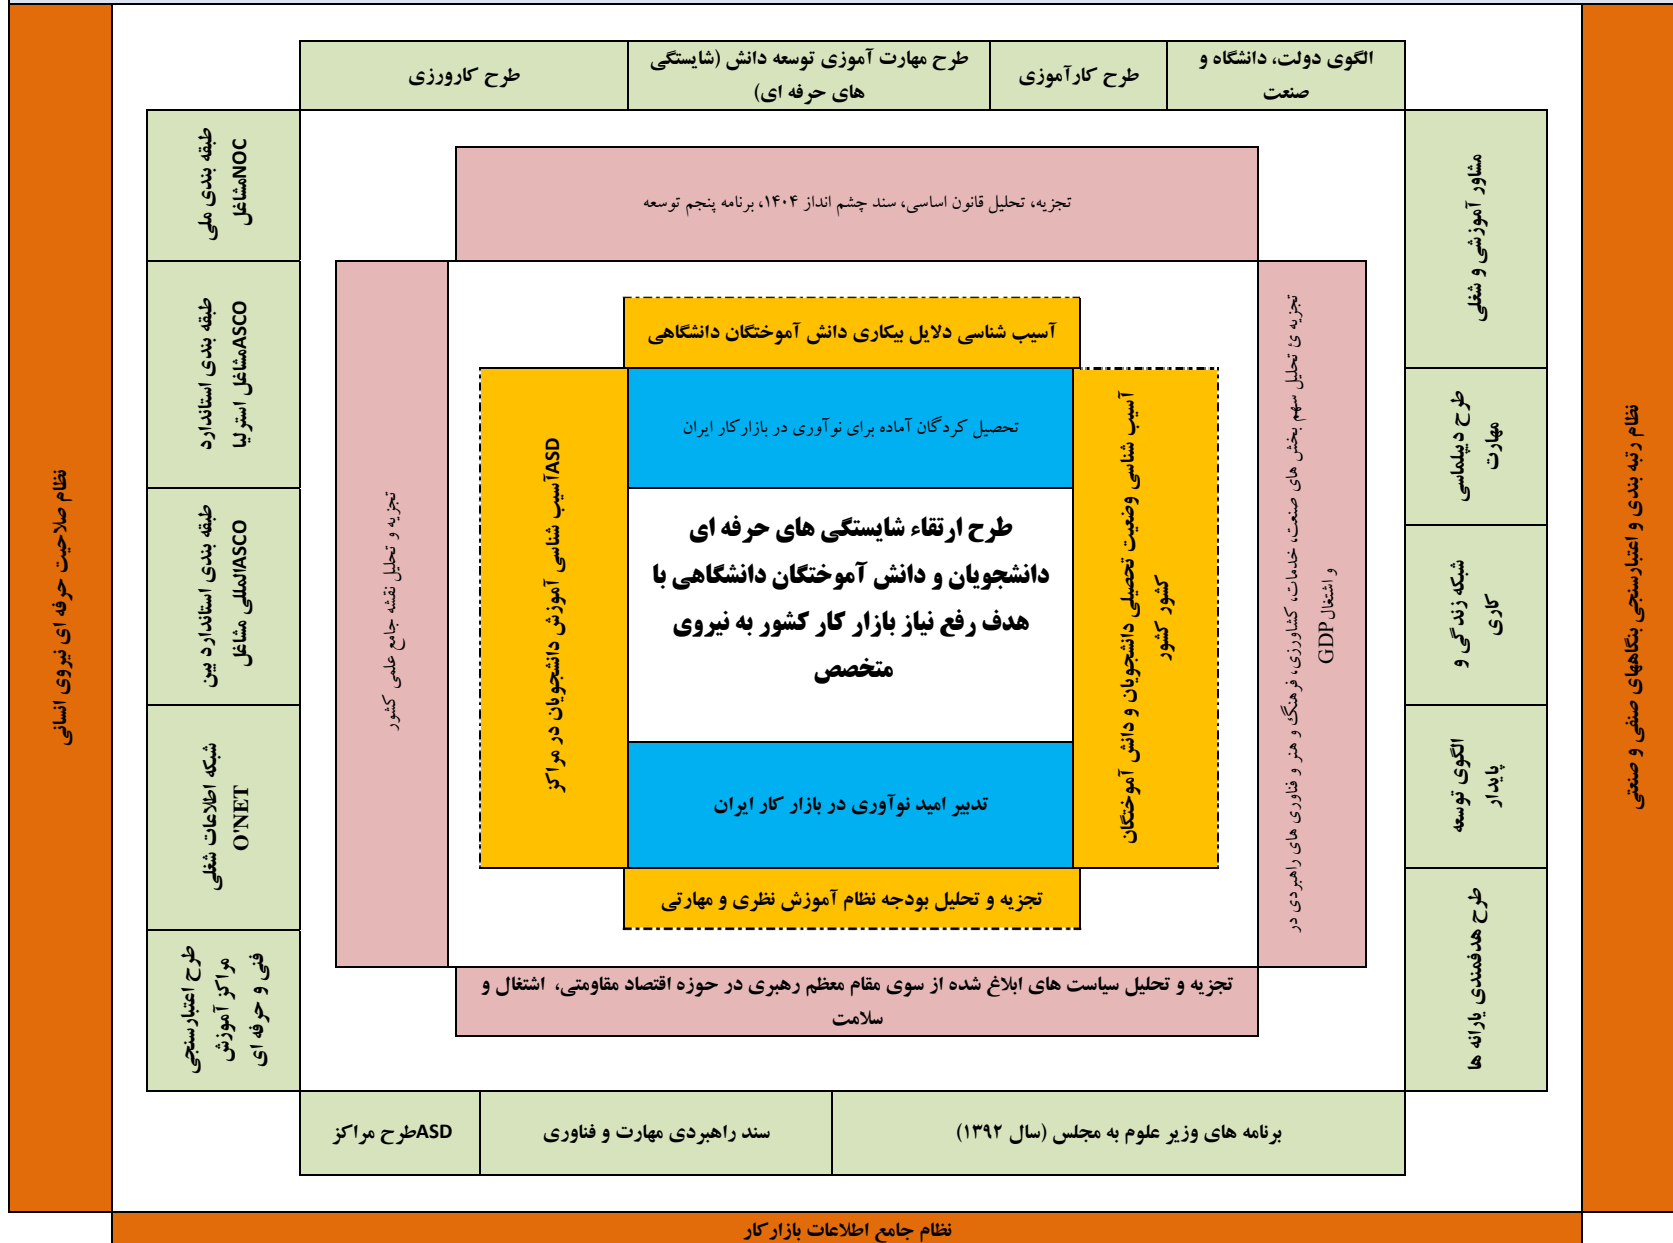 الگوی دولت، دانشگاه و
صنعت
طرح کارآموزی
طرح مهارت آموزی توسعه دانش (شایستگی
های حرفه ای)
طرح کارورزی
نظام رتبه بندی و اعتبارسنجی بنگاههای صنفی و صنعتی
مشاور آموزشی و شغلی
طرح دیپلماسی
مهارت
شبکه زندگی و
کاری
الگوی توسعه
پایدار
طرح هدفمندی یارانه ها
تجزیه، تحلیل قانون اساسی، سند چشم انداز ۱۴۰۴، برنامه پنجم توسعه
تجزیه ئ تحلیل سهم بخش های صنعت، خدمات، کشاورزی، فرهنگ و هنر و فناوری های راهبردی در
GDPو اشتغال
آسیب شناسی دلایل بیکاری دانش آموختگان دانشگاهی
آسیب شناسی وضعیت تحصیلی دانشجویان و دانش آموختگان
کشور کشور
تحصیل کردگان آماده برای نوآوری در بازارکار ایران
طرح ارتقاء شایستگی های حرفه ای
دانشجویان و دانش آموختگان دانشگاهی با
هدف رفع نیاز بازار کار کشور به نیروی
متخصص
تدبیر امید نوآوری در بازار کار ایران
ASDآسیب شناسی آموزش دانشجویان در مراکز
تجزیه و تحلیل بودجه نظام آموزش نظری و مهارتی
تجزیه و تحلیل نقشه جامع علمی کشور
تجزیه و تحلیل سیاست های ابلاغ شده از سوی مقام معظم رهبری در حوزه اقتصاد مقاومتی، اشتغال و
سلامت
طبقه بندی ملی
NOCمشاغل
طبقه بندی استاندارد
ASCOمشاغل استرلیا
طبقه بندی استاندارد بین
ASCOالمللی مشاغل
شبکه اطلاعات شغلی
O'NET
طرح اعتبارسنجی
مراکز آموزش
فنی و حرفه ای
نظام صلاحیت حرفه ای نیروی انسانی
برنامه های وزیر علوم به مجلس (سال ۱۳۹۲)
سند راهبردی مهارت و فناوری
ASDطرح مراکز
نظام جامع اطلاعات بازارکار